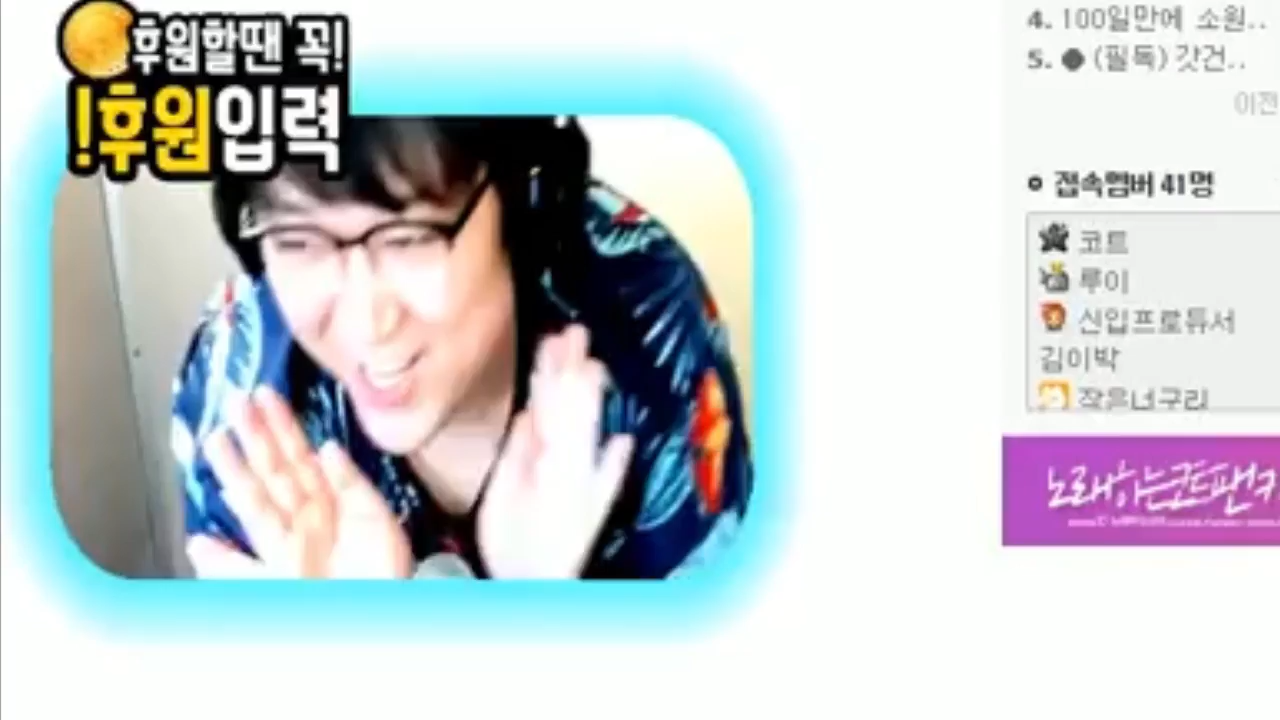 후원할땐 꼭!
!후원입력
4. 100일만에 소원..
5. ● (필독) 갓건..
이전
접속멤버 41명
코트
루이
신입프로듀서
김이박
작은너구리
노래하는코트팬카